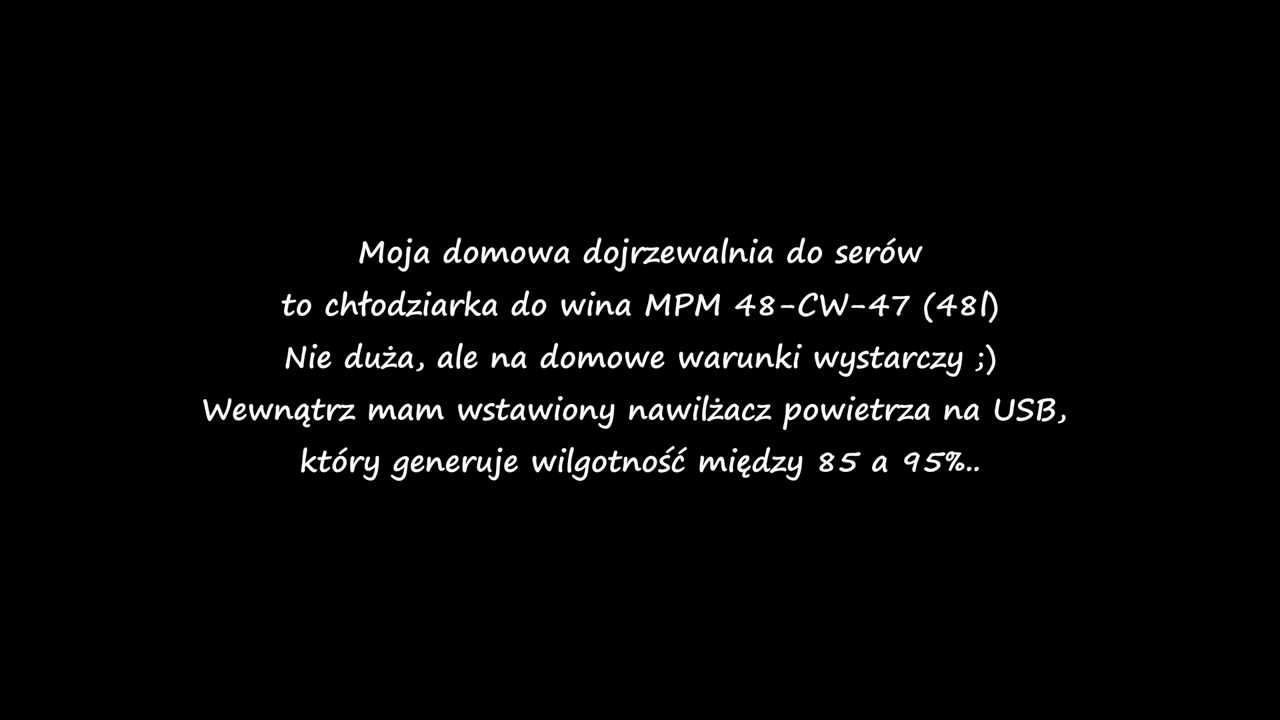 Moja domowa dojrzewalnia do serów
to chłodziarka do wina MPM 48-CW-47 (48l)
Nie duża, ale na domowe warunki wystarczy ;)
Wewnątrz mam wstawiony nawilżacz powietrza na USB,
który generuje wilgotność między 85 a 95%..